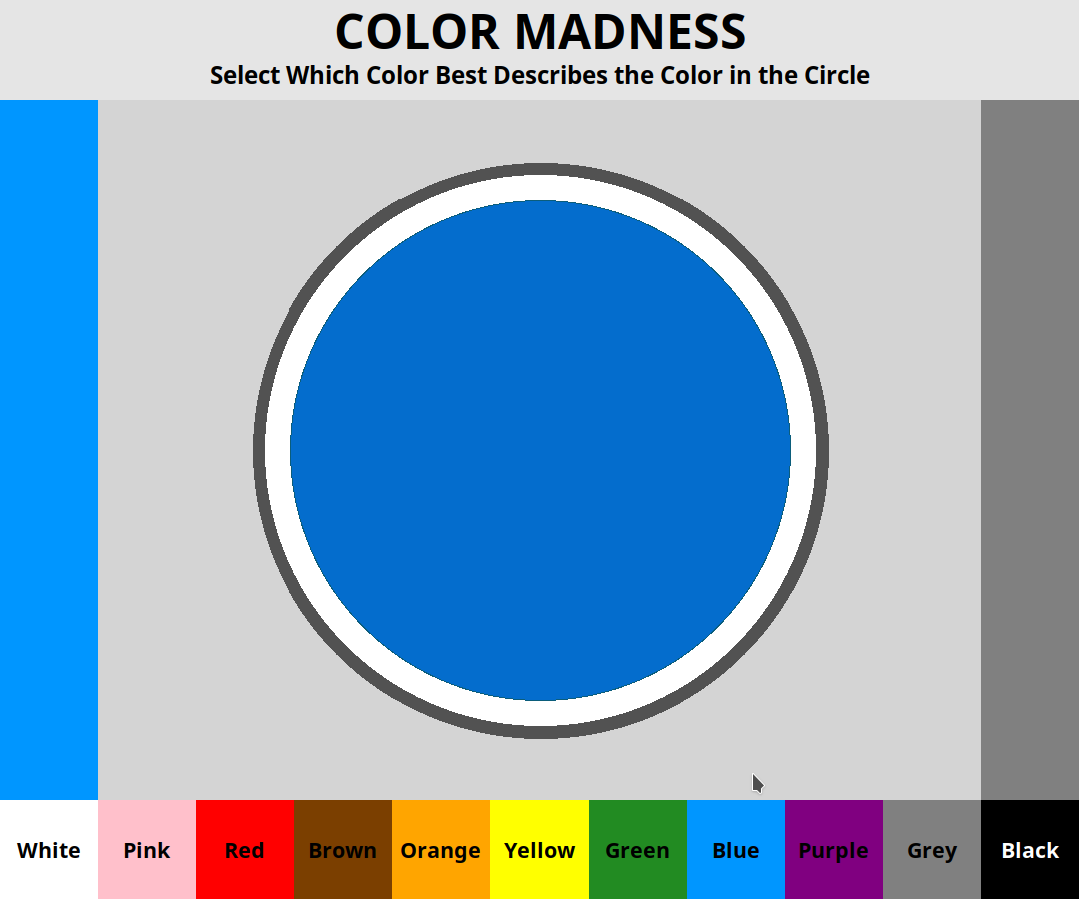 COLOR MADNESS
Select Which Color Best Describes the Color in the Circle
White Pink Red Brown Orange Yellow Green Blue Purple Grey Black